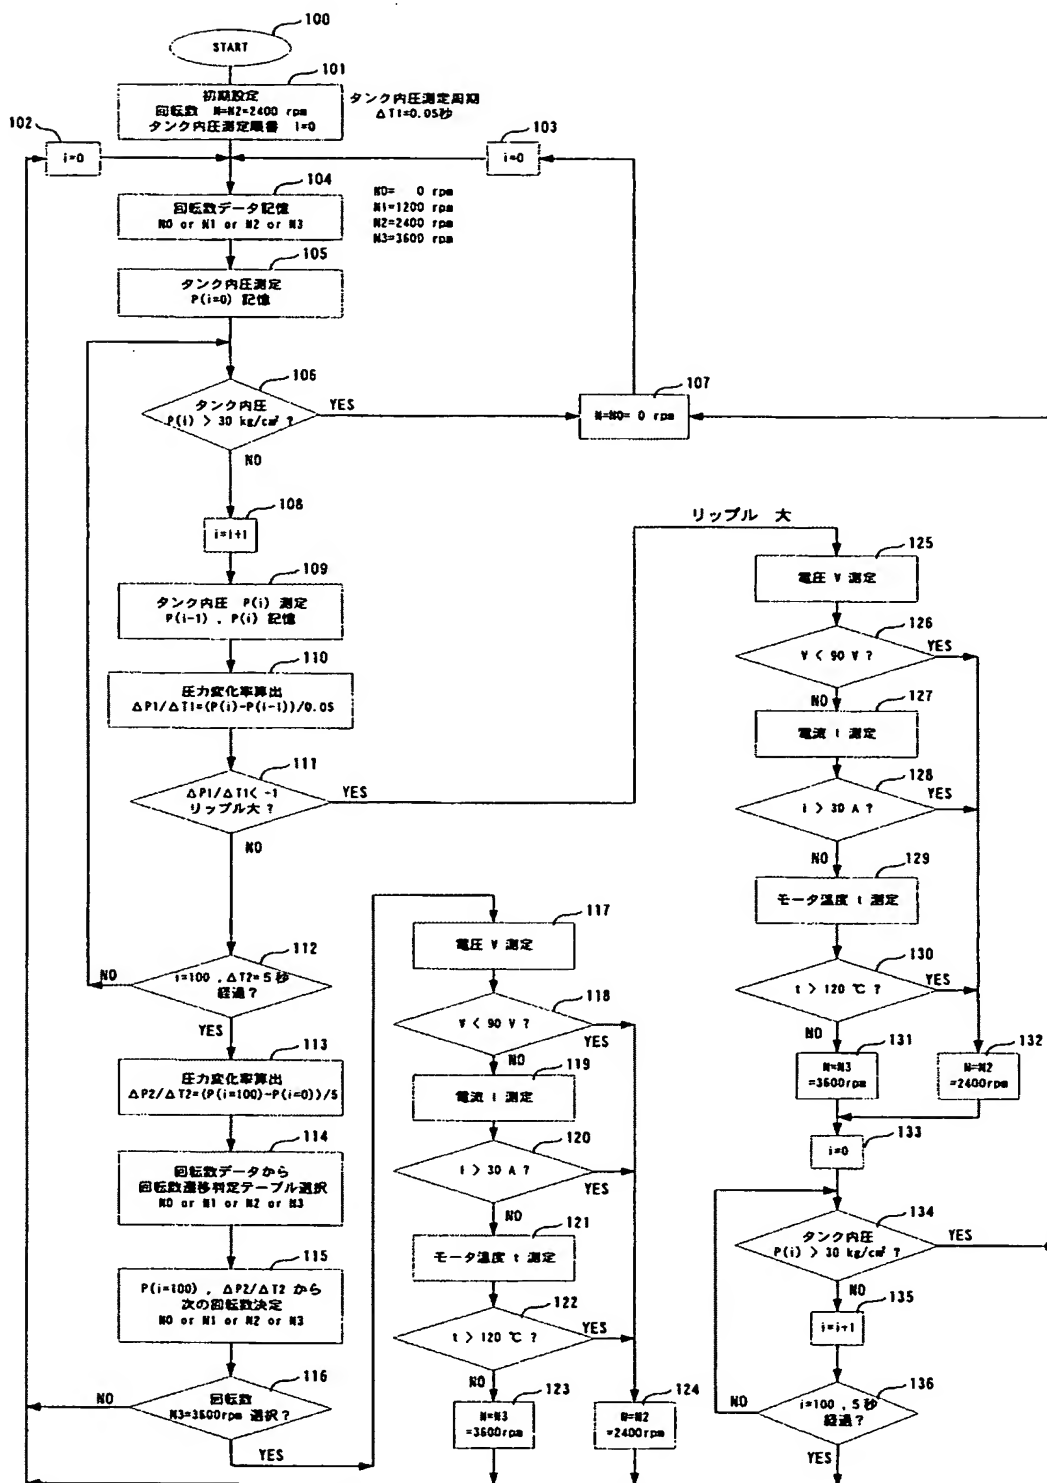 100
START
101
初期設定
回転数 N=N2=2400 rpm
タンク内圧測定順番 i=0
タンク内圧測定周期
ΔT1=0.05秒
102
i=0
103
i=0
104
回転数データ記憶
N0 or N1 or N2 or N3
N0= 0 rpm
N1=1200 rpm
N2=2400 rpm
N3=3600 rpm
105
タンク内圧測定
P(i=0) 記憶
106
タンク内圧
P(i) > 30 kg/cm² ?
YES
NO
107
N=N0= 0 rpm
108
i=i+1
109
タンク内圧 P(i) 測定
P(i-1) , P(i) 記憶
110
圧力変化率算出
ΔP1/ΔT1=(P(i)-P(i-1))/0.05
111
ΔP1/ΔT1< -1
リップル大 ?
YES
NO
リップル 大
112
i=100 , ΔT2= 5 秒
経過?
NO
YES
113
圧力変化率算出
ΔP2/ΔT2=(P(i=100)-P(i=0))/5
114
回転数データから
回転数遷移判定テーブル選択
N0 or N1 or N2 or N3
115
P(i=100) , ΔP2/ΔT2 から
次の回転数決定
N0 or N1 or N2 or N3
116
回転数
N3=3600rpm 選択?
NO
YES
117
電圧 V 測定
118
V < 90 V ?
YES
NO
119
電流 I 測定
120
I > 30 A ?
YES
NO
121
モータ温度 t 測定
122
t > 120 ℃ ?
YES
NO
123
N=N3
=3600rpm
124
N=N2
=2400rpm
125
電圧 V 測定
126
V < 90 V ?
YES
NO
127
電流 I 測定
128
I > 30 A ?
YES
NO
129
モータ温度 t 測定
130
t > 120 ℃ ?
YES
NO
131
N=N3
=3600rpm
132
N=N2
=2400rpm
133
i=0
134
タンク内圧
P(i) > 30 kg/cm² ?
YES
NO
135
i=i+1
136
i=100 , 5 秒
経過?
NO
YES